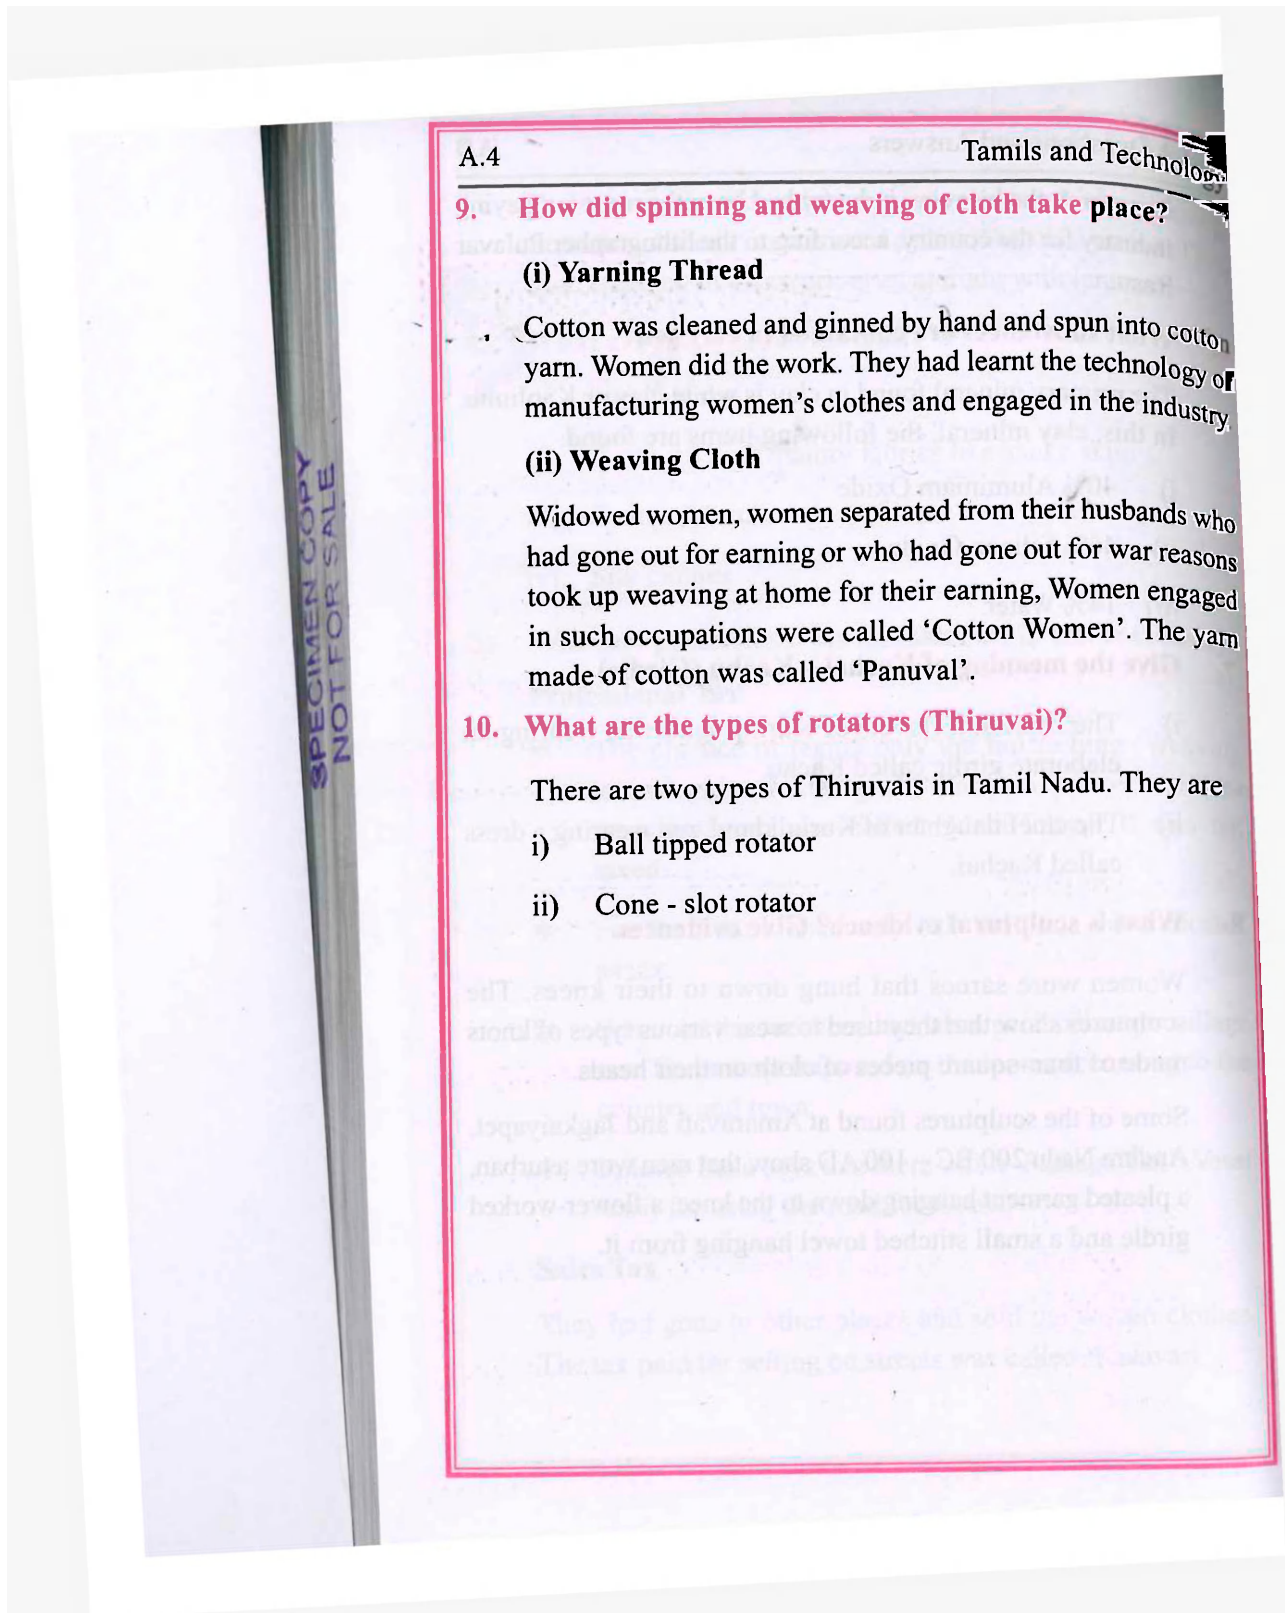 A.4
Tamils and Technology
9. How did spinning and weaving of cloth take place?
(i) Yarning Thread
Cotton was cleaned and ginned by hand and spun into cotton
yarn. Women did the work. They had learnt the technology of
manufacturing women's clothes and engaged in the industry.
(ii) Weaving Cloth
Widowed women, women separated from their husbands who
had gone out for earning or who had gone out for war reasons
took up weaving at home for their earning, Women engaged
in such occupations were called ‘Cotton Women’. The yarn
made of cotton was called ‘Panuval’.
10. What are the types of rotators (Thiruvai)?
There are two types of Thiruvais in Tamil Nadu. They are
i) Ball tipped rotator
ii) Cone - slot rotator
SPECIMEN COPY
NOT FOR SALE